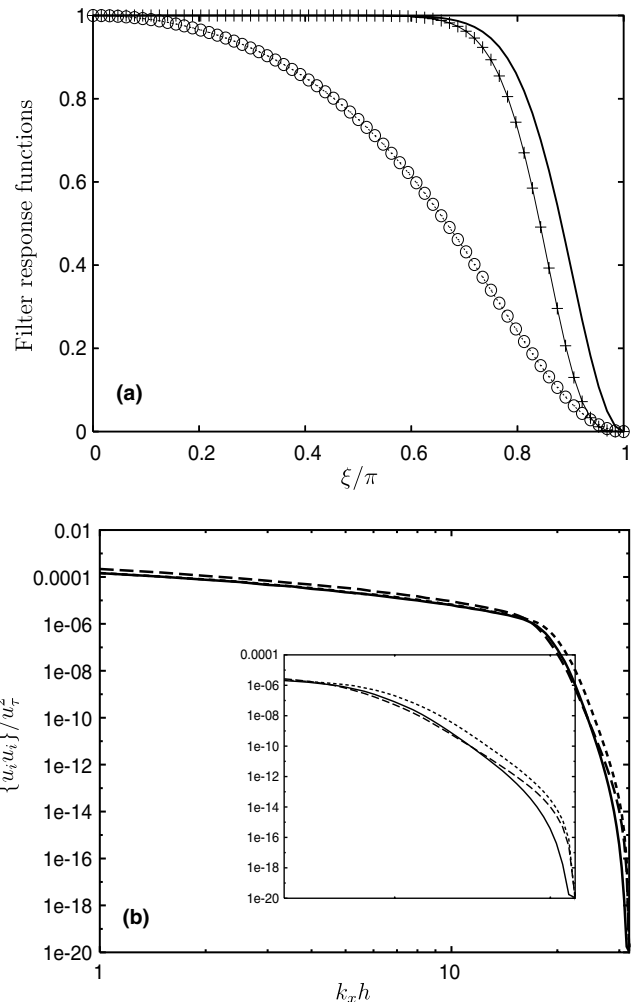 1
0.8
0.6
0.4
0.2
0
Filter response functions
(a)
0 0.2 0.4 0.6 0.8 1
ξ/π
0.01
0.0001
1e-06
1e-08
1e-10
1e-12
1e-14
1e-16
1e-18
1e-20
{u_i u_i}/u_τ^2
0.0001
1e-06
1e-08
1e-10
1e-12
1e-14
1e-16
1e-18
1e-20
(b)
1 10
k_x h